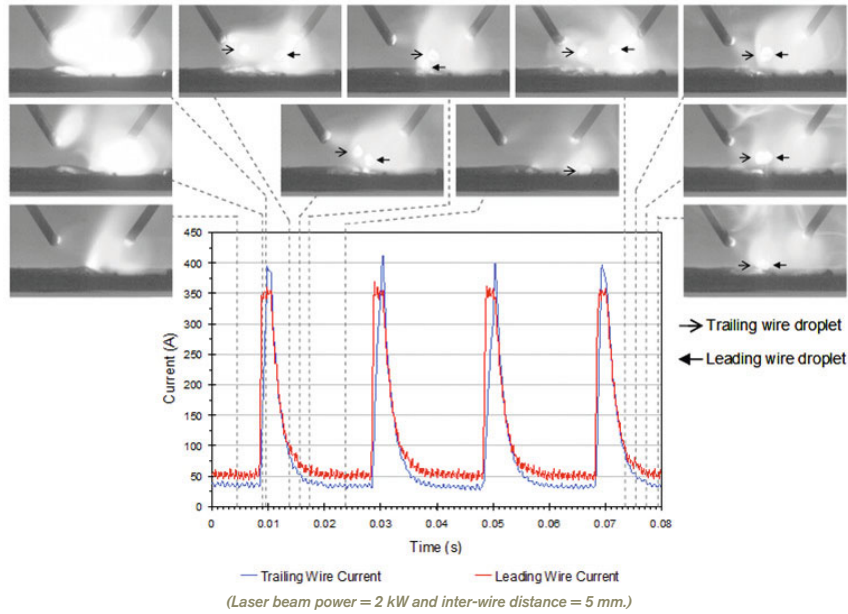 450
400
350
300
250
200
150
100
50
0
Current (A)
0 0.01 0.02 0.03 0.04 0.05 0.06 0.07 0.08
Time (s)
Trailing wire droplet
Leading wire droplet
Trailing Wire Current Leading Wire Current
(Laser beam power = 2 kW and inter-wire distance = 5 mm.)